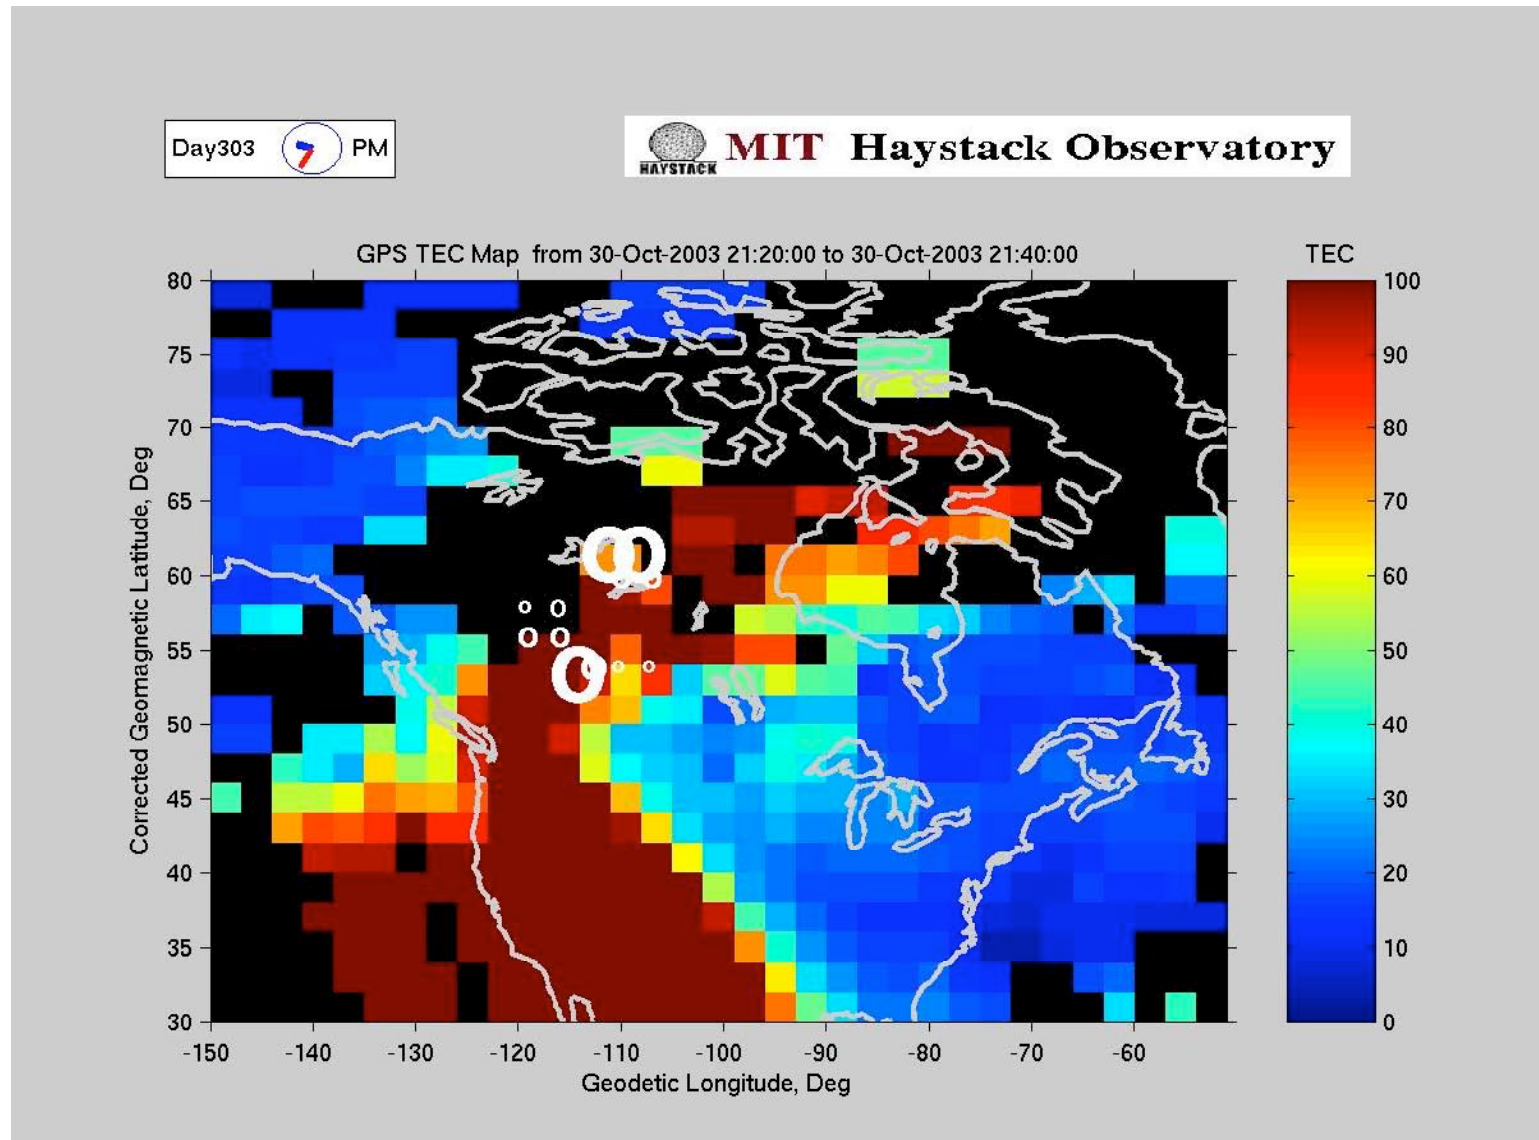 Day303 PM
HAYSTACK
MIT Haystack Observatory
GPS TEC Map from 30-Oct-2003 21:20:00 to 30-Oct-2003 21:40:00
TEC
80
75
70
65
60
55
50
45
40
35
30
Corrected Geomagnetic Latitude, Deg
-150 -140 -130 -120 -110 -100 -90 -80 -70 -60
Geodetic Longitude, Deg
100
90
80
70
60
50
40
30
20
10
0